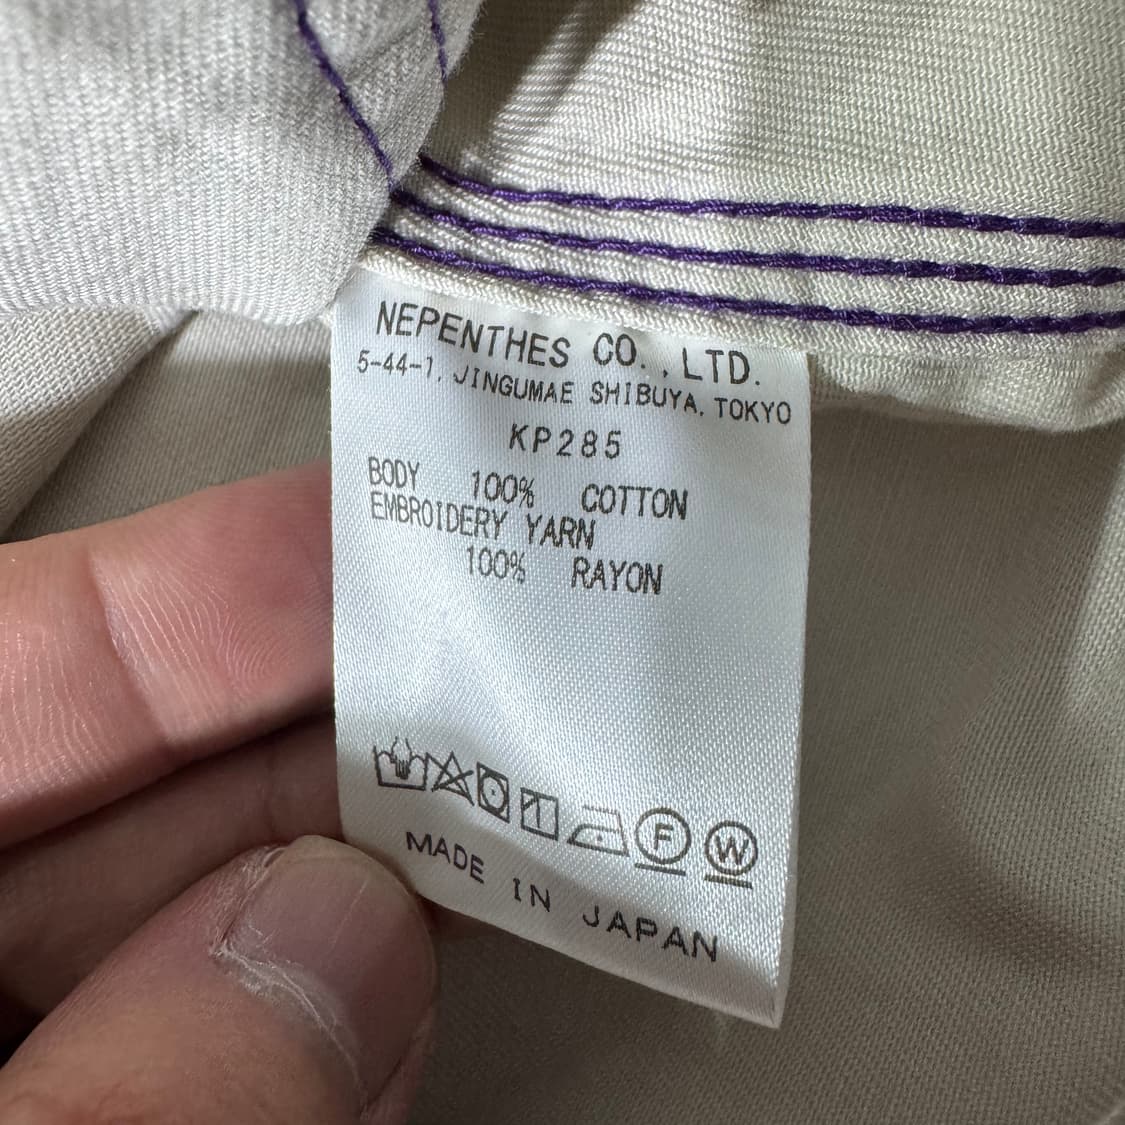 NEPENTHES CO., LTD.
5-44-1, JINGUMAE SHIBUYA, TOKYO
KP285
BODY 100% COTTON
EMBROIDERY YARN
100% RAYON
F W
MADE IN JAPAN